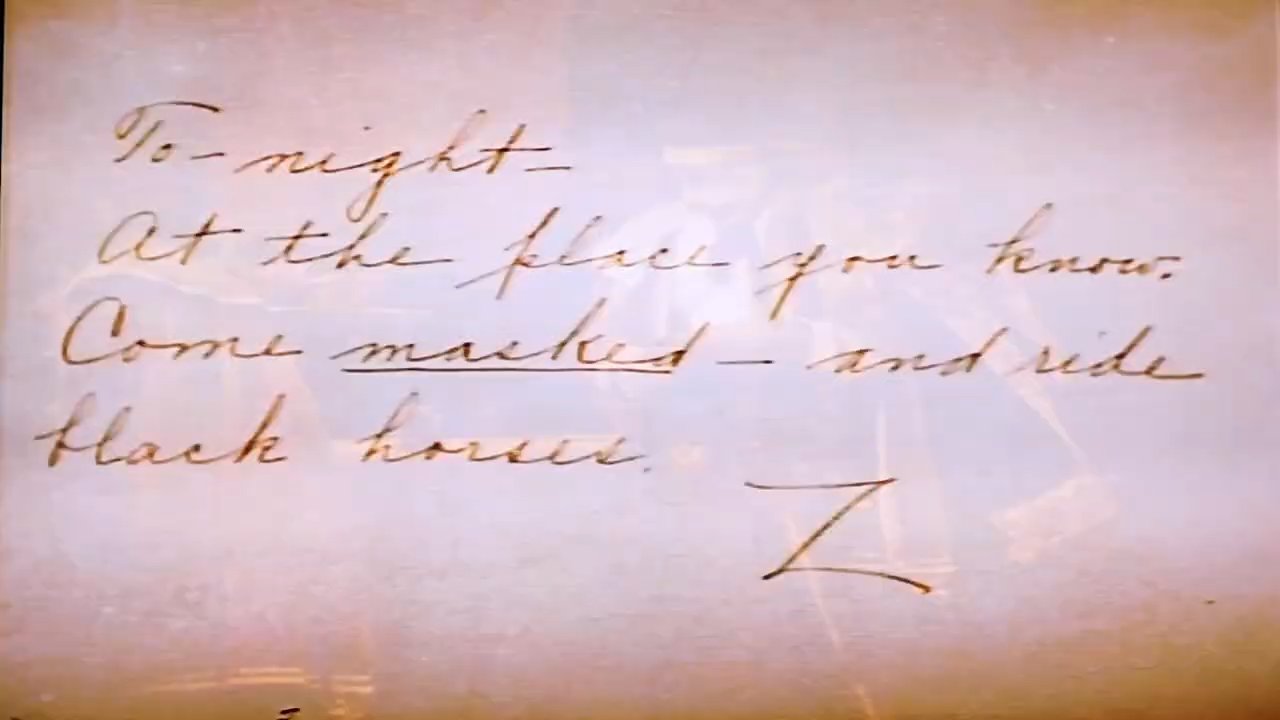 To-night-
At the place you know.
Come masked - and ride
black horses.
Z